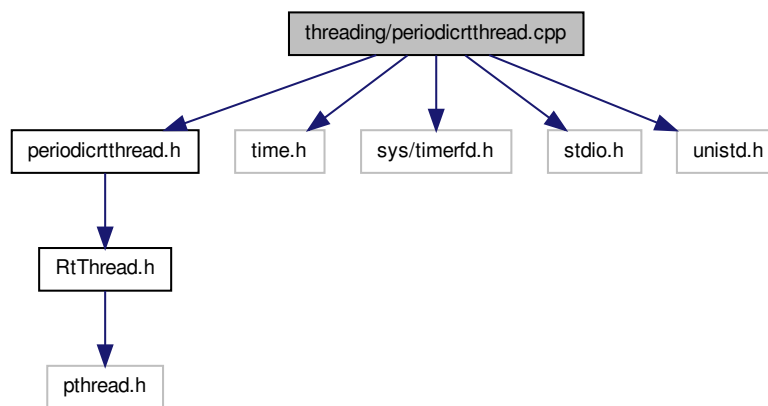 threading/periodicrtthread.cpp
periodicrtthread.h
time.h
sys/timerfd.h
stdio.h
unistd.h
RtThread.h
pthread.h